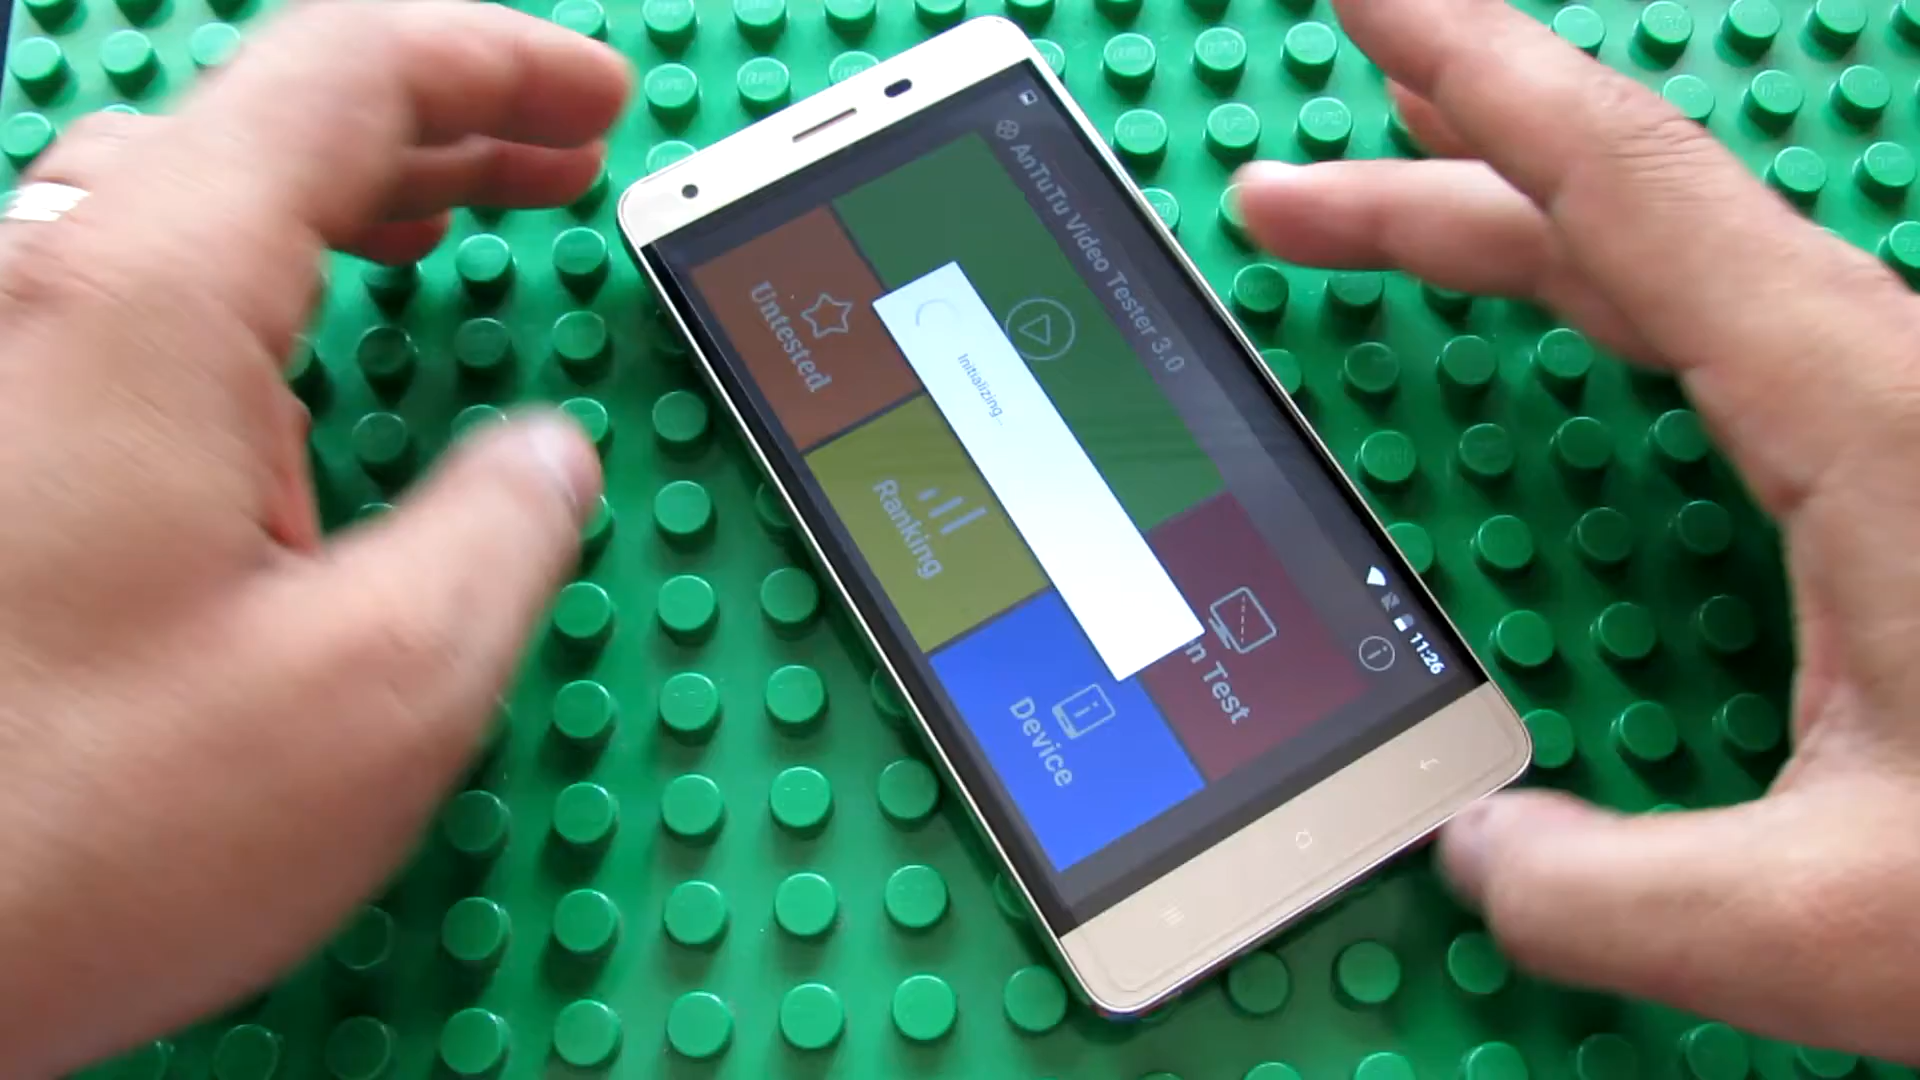 AnTuTu Video Tester 3.0
11:26
Initializing...
Untested
Ranking
n Test
Device